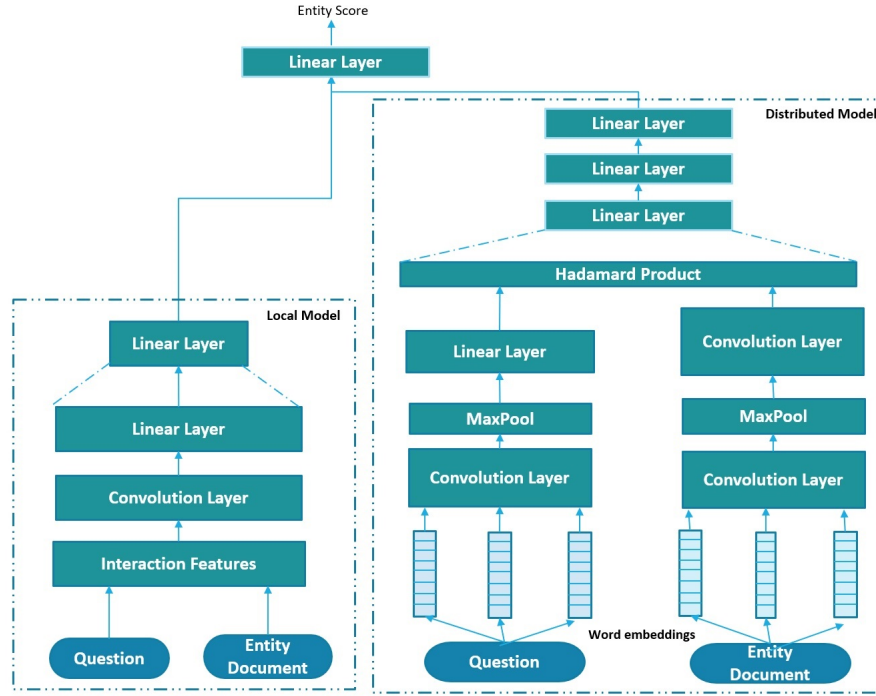 Entity Score
Linear Layer
Distributed Model
Linear Layer
Linear Layer
Linear Layer
Hadamard Product
Local Model
Linear Layer
Linear Layer
Convolution Layer
Interaction Features
Question
Entity
Document
Linear Layer
MaxPool
Convolution Layer
Convolution Layer
MaxPool
Convolution Layer
Word embeddings
Question
Entity
Document